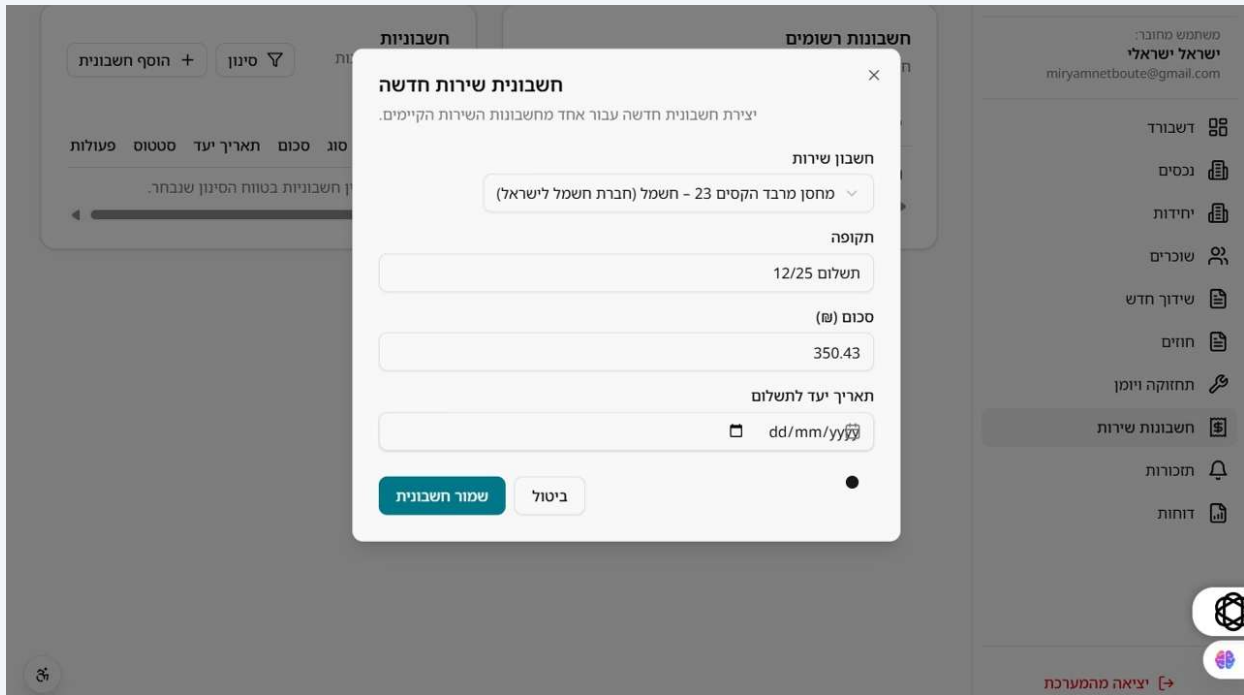 משתמש מחובר:
ישראל ישראלי
miryamnetboute@gmail.com
דשבורד
נכסים
יחידות
שוכרים
שידוך חדש
חוזים
תחזוקה ויומן
חשבונות שירות
תזכורות
דוחות
יציאה מהמערכת
חשבונות רשומים
חשבוניות
סינון
+ הוסף חשבונית
סוג סכום תאריך יעד סטטוס פעולות
חשבוניות בטווח הסינון שנבחר.
חשבונית שירות חדשה
יצירת חשבונית חדשה עבור אחד מחשבונות השירות הקיימים.
חשבון שירות
מחסן מרבד הקסים 23 – חשמל (חברת חשמל לישראל)
תקופה
תשלום 12/25
סכום (₪)
350.43
תאריך יעד לתשלום
dd/mm/yyyy
ביטול
שמור חשבונית